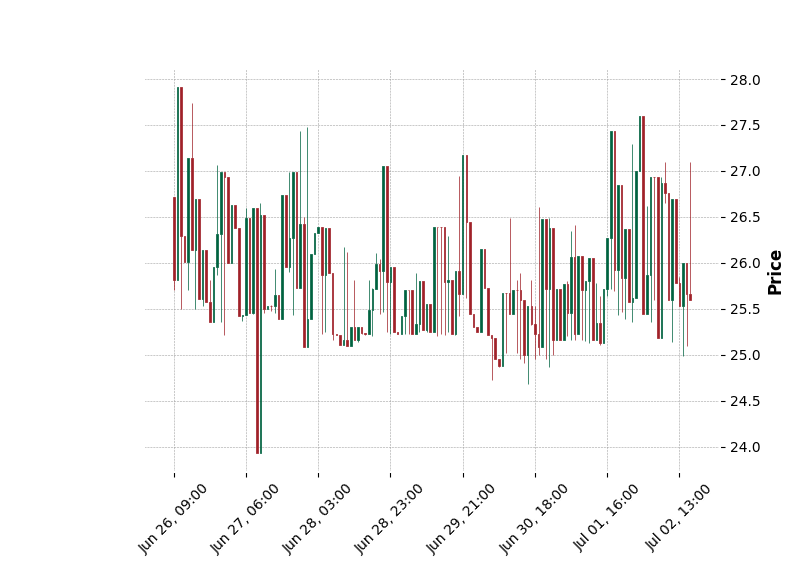 28.0
27.5
27.0
26.5
26.0
25.5
25.0
24.5
24.0
Price
Jun 26, 09:00
Jun 27, 06:00
Jun 28, 03:00
Jun 28, 23:00
Jun 29, 21:00
Jun 30, 18:00
Jul 01, 16:00
Jul 02, 13:00